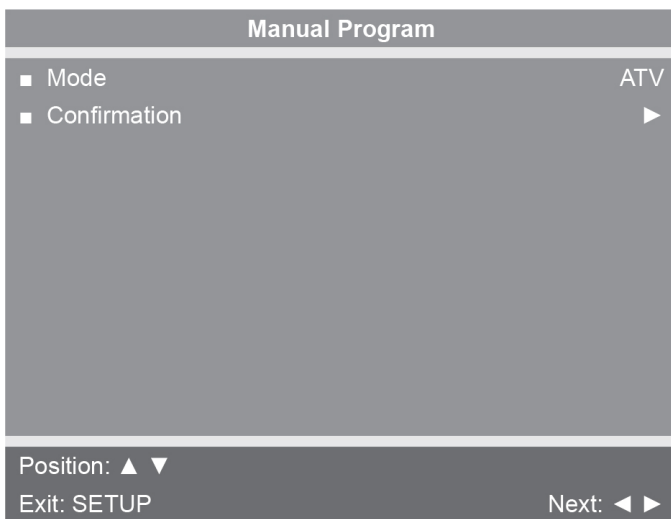 Manual Program
■ Mode ATV
■ Confirmation ►
Position: ▲ ▼
Exit: SETUP Next: ◄ ►